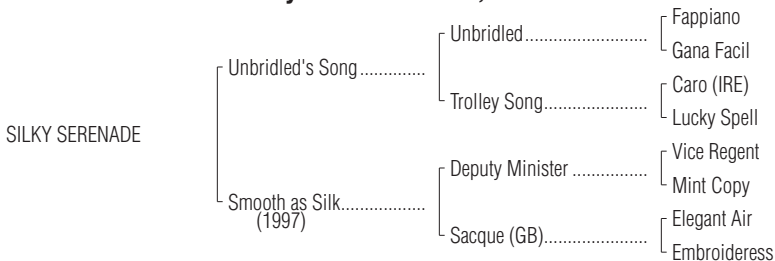 Fappiano
Unbridled......................
Gana Facil
Unbridled's Song..............
Caro (IRE)
Trolley Song...................
Lucky Spell
SILKY SERENADE
Vice Regent
Deputy Minister ...............
Mint Copy
Smooth as Silk.................
(1997)
Elegant Air
Sacque (GB)....................
Embroideress